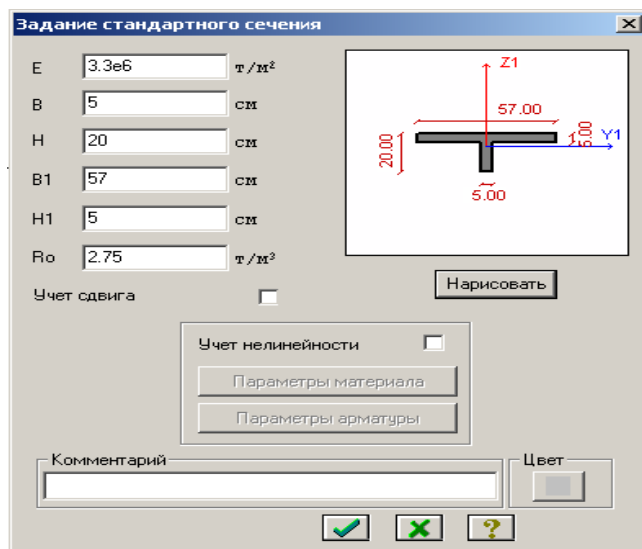 Задание стандартного сечения
E 3.3e6 т/м²
B 5 см
H 20 см
B1 57 см
H1 5 см
Ro 2.75 т/м³
Учет сдвига
Z1
57.00
Y1
20.00
5.00
5.00
Нарисовать
Учет нелинейности
Параметры материала
Параметры арматуры
Комментарий
Цвет